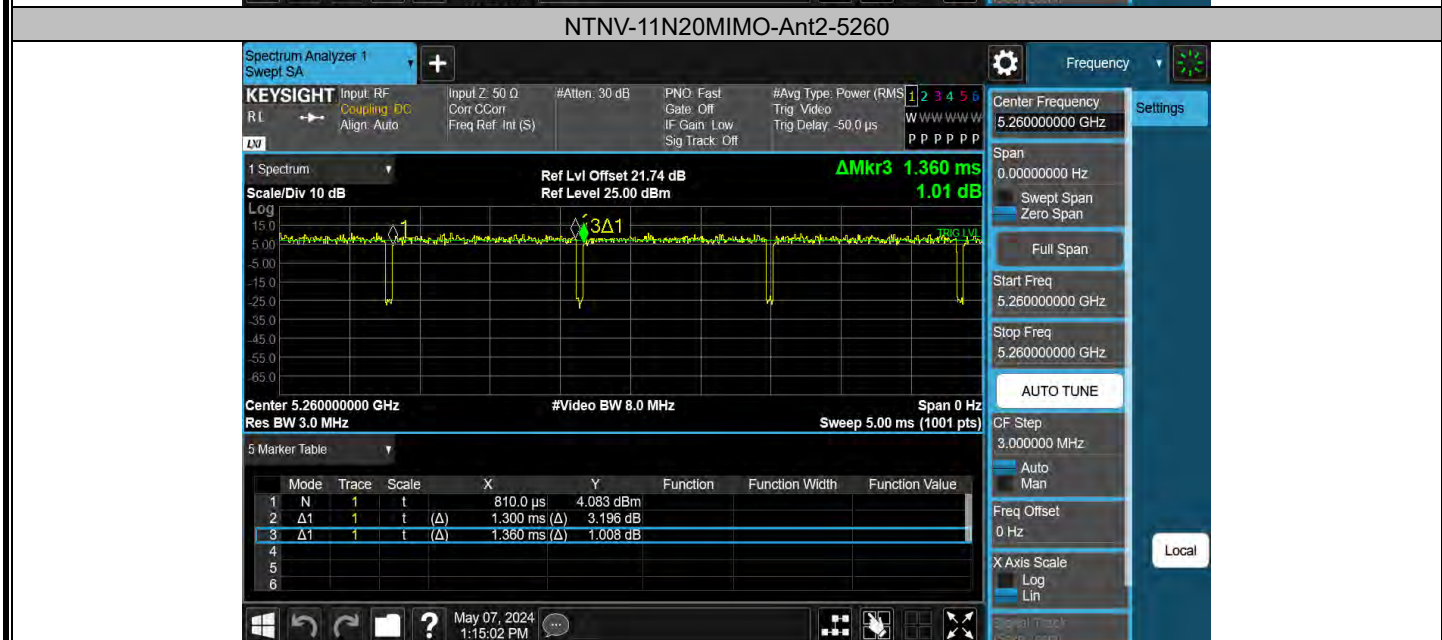 NTNV-11N20MIMO-Ant2-5260
Spectrum Analyzer 1
Swept SA
+
Frequency
KEYSIGHT Input: RF Input Z: 50 Ω #Atten: 30 dB PNO: Fast #Avg Type: Power (RMS 1 2 3 4 5 6
RL Coupling: DC Corr CCorr Gate: Off Trig: Video W W W W W W
Align: Auto Freq Ref: Int (S) IF Gain: Low Trig Delay: -50.0 µs
LXI Sig Track: Off P P P P P P
1 Spectrum Ref Lvl Offset 21.74 dB ΔMkr3 1.360 ms
Scale/Div 10 dB Ref Level 25.00 dBm 1.01 dB
Log
15.0 1 3Δ1 TRIG LVL
5.00
-5.00
-15.0
-25.0
-35.0
-45.0
-55.0
-65.0
Center 5.260000000 GHz #Video BW 8.0 MHz Span 0 Hz
Res BW 3.0 MHz Sweep 5.00 ms (1001 pts)
5 Marker Table
Mode Trace Scale X Y Function Function Width Function Value
1 N 1 t 810.0 µs 4.083 dBm
2 Δ1 1 t (Δ) 1.300 ms (Δ) 3.196 dB
3 Δ1 1 t (Δ) 1.360 ms (Δ) 1.008 dB
4
5
6
May 07, 2024
1:15:02 PM
Center Frequency
5.260000000 GHz
Settings
Span
0.00000000 Hz
Swept Span
Zero Span
Full Span
Start Freq
5.260000000 GHz
Stop Freq
5.260000000 GHz
AUTO TUNE
CF Step
3.000000 MHz
Auto
Man
Freq Offset
0 Hz
Local
X Axis Scale
Log
Lin
Signal Track